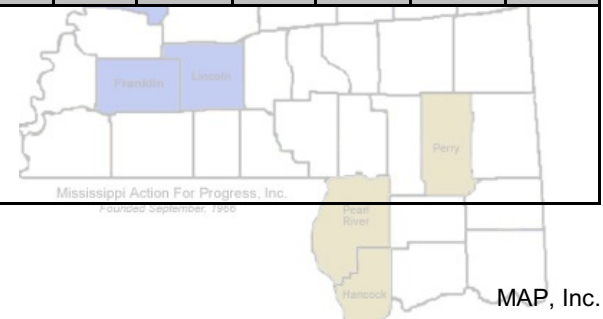 Franklin
Lincoln
Perry
Mississippi Action For Progress, Inc.
Founded September, 1966
Pearl
River
Hancock
MAP, Inc.